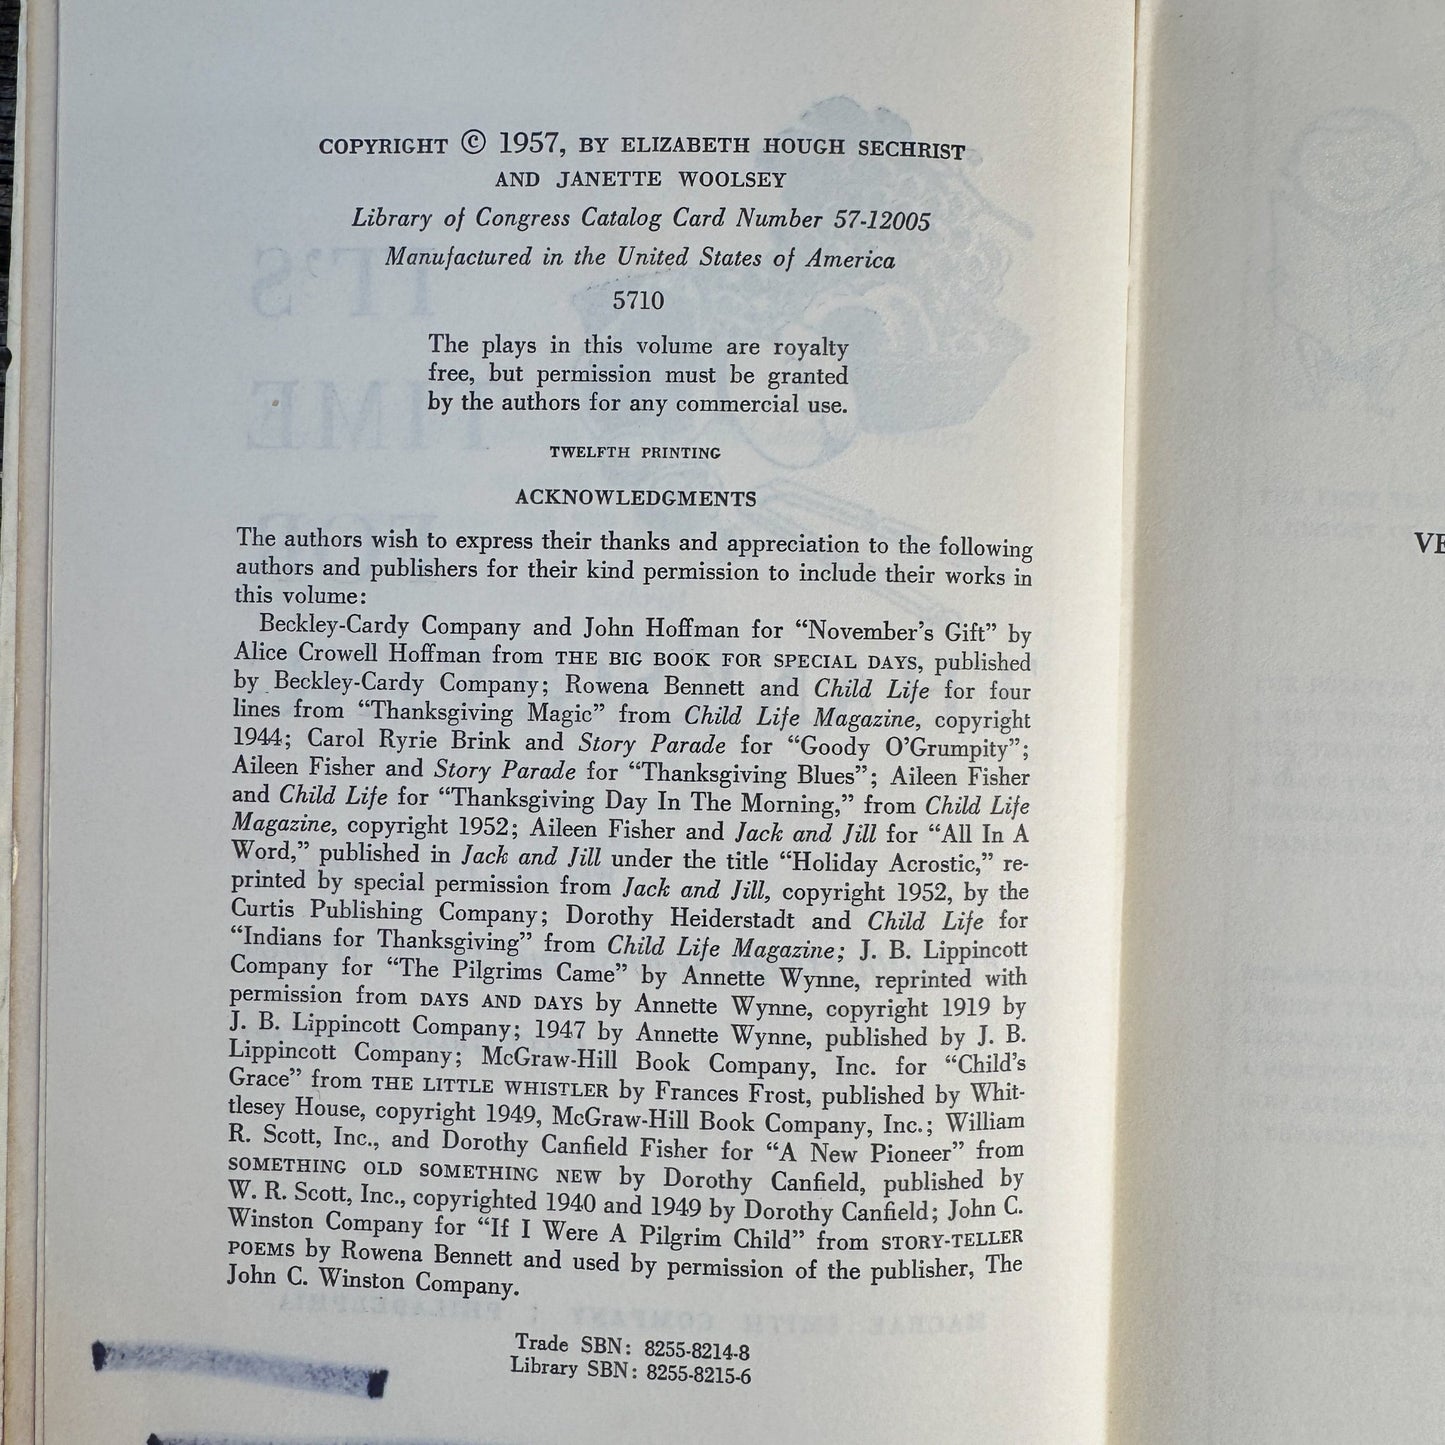 COPYRIGHT © 1957, BY ELIZABETH HOUGH SECHRIST
AND JANETTE WOOLSEY
Library of Congress Catalog Card Number 57-12005
Manufactured in the United States of America
5710
The plays in this volume are royalty
free, but permission must be granted
by the authors for any commercial use.
TWELFTH PRINTING
ACKNOWLEDGMENTS
The authors wish to express their thanks and appreciation to the following
authors and publishers for their kind permission to include their works in
this volume:
Beckley-Cardy Company and John Hoffman for “November’s Gift” by
Alice Crowell Hoffman from THE BIG BOOK FOR SPECIAL DAYS, published
by Beckley-Cardy Company; Rowena Bennett and Child Life for four
lines from “Thanksgiving Magic” from Child Life Magazine, copyright
1944; Carol Ryrie Brink and Story Parade for “Goody O’Grumpity”;
Aileen Fisher and Story Parade for “Thanksgiving Blues”; Aileen Fisher
and Child Life for “Thanksgiving Day In The Morning,” from Child Life
Magazine, copyright 1952; Aileen Fisher and Jack and Jill for “All In A
Word,” published in Jack and Jill under the title “Holiday Acrostic,” re-
printed by special permission from Jack and Jill, copyright 1952, by the
Curtis Publishing Company; Dorothy Heiderstadt and Child Life for
“Indians for Thanksgiving” from Child Life Magazine; J. B. Lippincott
Company for “The Pilgrims Came” by Annette Wynne, reprinted with
permission from DAYS AND DAYS by Annette Wynne, copyright 1919 by
J. B. Lippincott Company; 1947 by Annette Wynne, published by J. B.
Lippincott Company; McGraw-Hill Book Company, Inc. for “Child’s
Grace” from THE LITTLE WHISTLER by Frances Frost, published by Whit-
tlesey House, copyright 1949, McGraw-Hill Book Company, Inc.; William
R. Scott, Inc., and Dorothy Canfield Fisher for “A New Pioneer” from
SOMETHING OLD SOMETHING NEW by Dorothy Canfield, published by
W. R. Scott, Inc., copyrighted 1940 and 1949 by Dorothy Canfield; John C.
Winston Company for “If I Were A Pilgrim Child” from STORY-TELLER
POEMS by Rowena Bennett and used by permission of the publisher, The
John C. Winston Company.
Trade SBN: 8255-8214-8
Library SBN: 8255-8215-6
VE